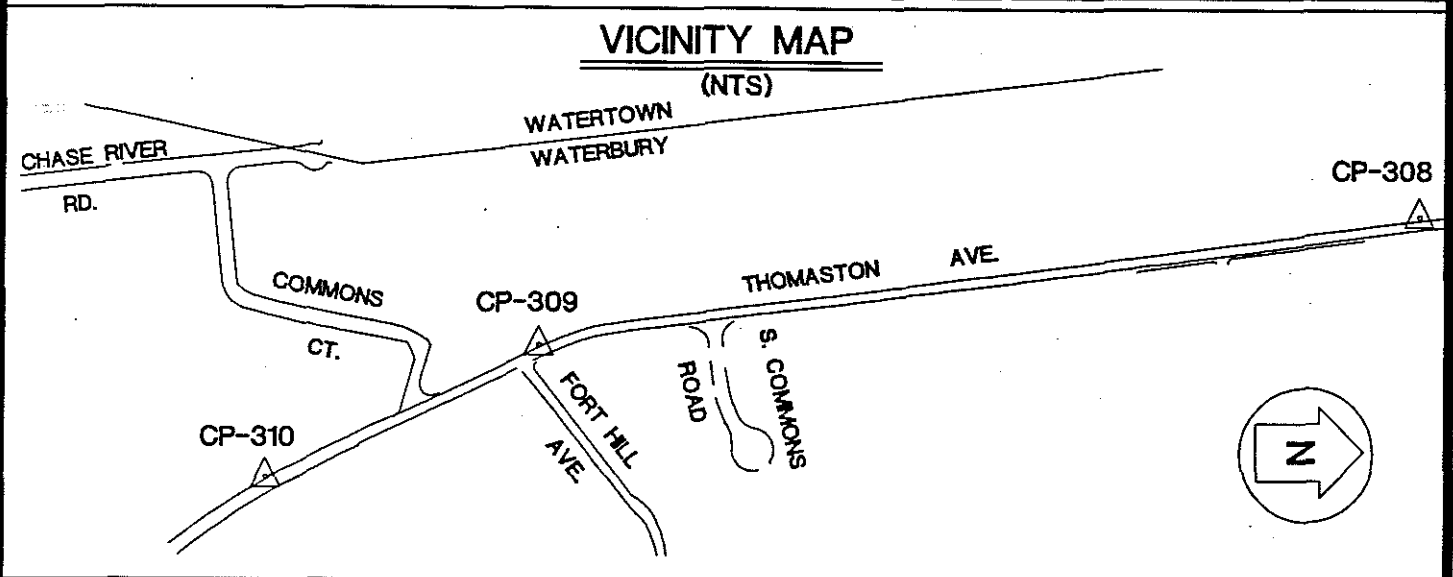 VICINITY MAP
(NTS)
WATERTOWN
WATERBURY
CHASE RIVER
RD.
CP-308
THOMASTON AVE.
COMMONS
CT.
CP-309
S. COMMONS
ROAD
FORT HILL
AVE.
CP-310
N